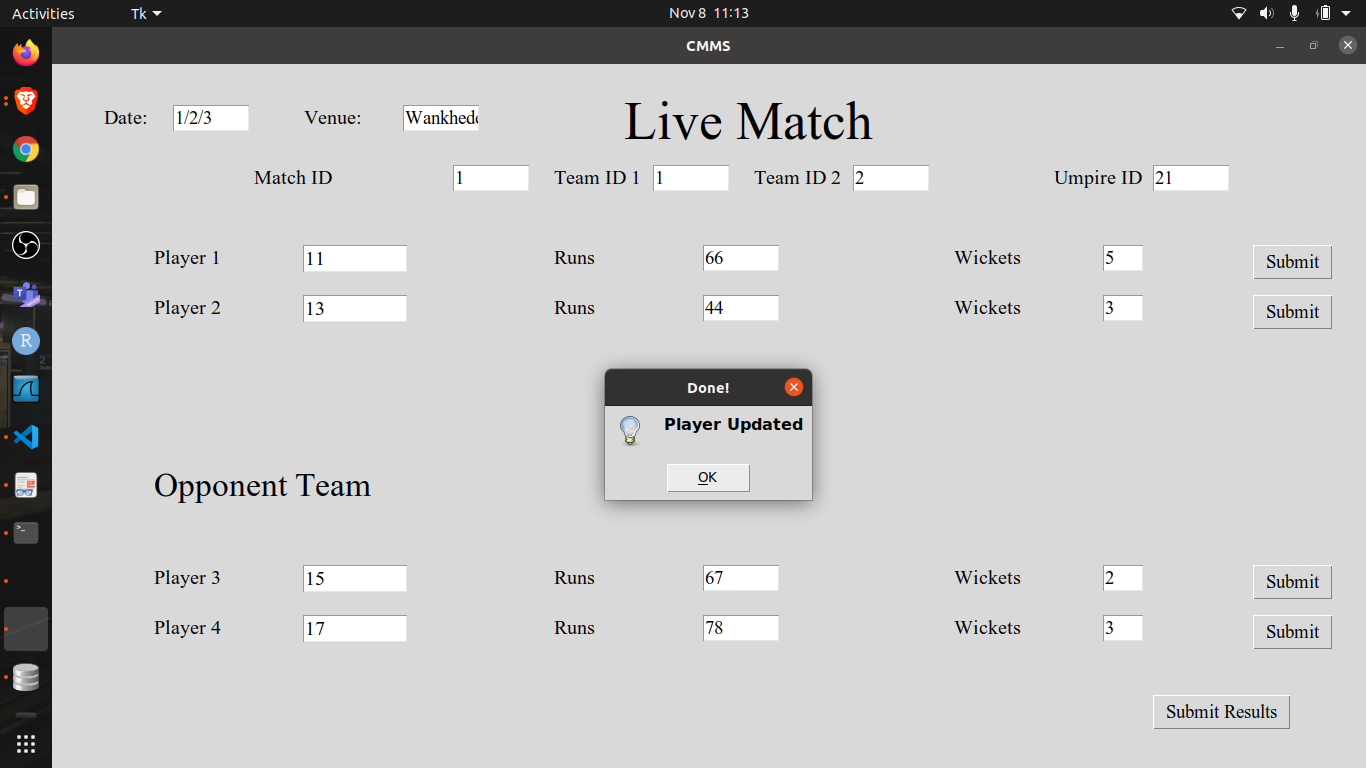 Activities Tk Nov 8 11:13
CMMS
Date: 1/2/3 Venue: Wankhede Live Match
Match ID 1 Team ID 1 1 Team ID 2 2 Umpire ID 21
Player 1 11 Runs 66 Wickets 5 Submit
Player 2 13 Runs 44 Wickets 3 Submit
Done!
Player Updated
OK
Opponent Team
Player 3 15 Runs 67 Wickets 2 Submit
Player 4 17 Runs 78 Wickets 3 Submit
Submit Results